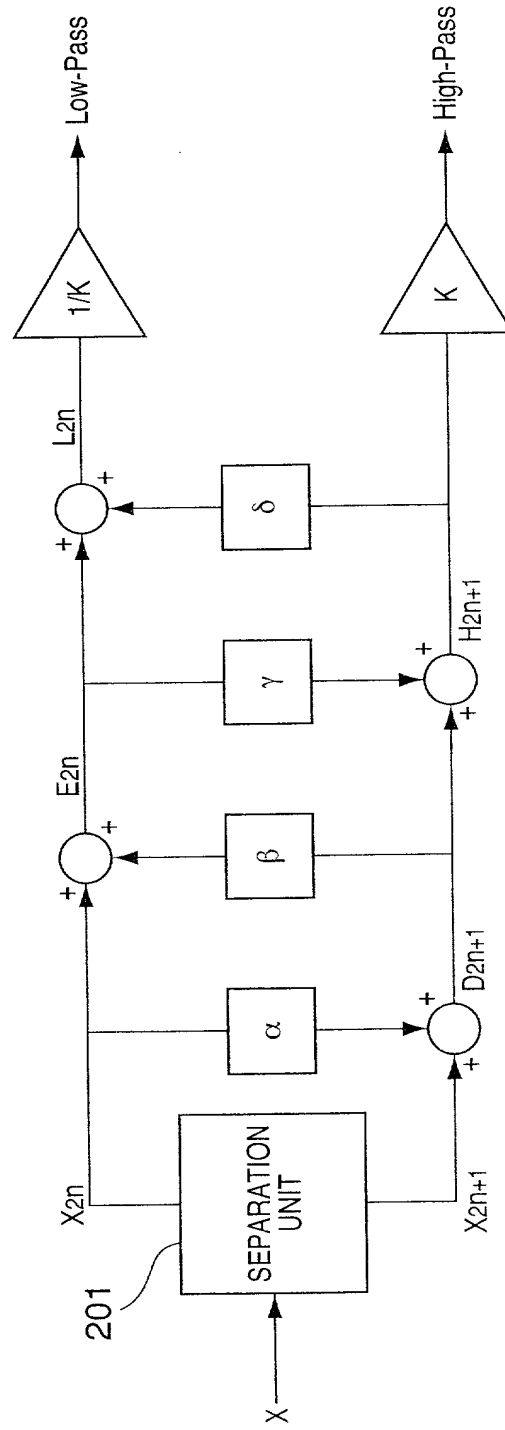 X
201
SEPARATION
UNIT
X2n
X2n+1
α
+
+
D2n+1
β
+
+
E2n
γ
+
+
H2n+1
δ
+
+
L2n
1/K
Low-Pass
K
High-Pass